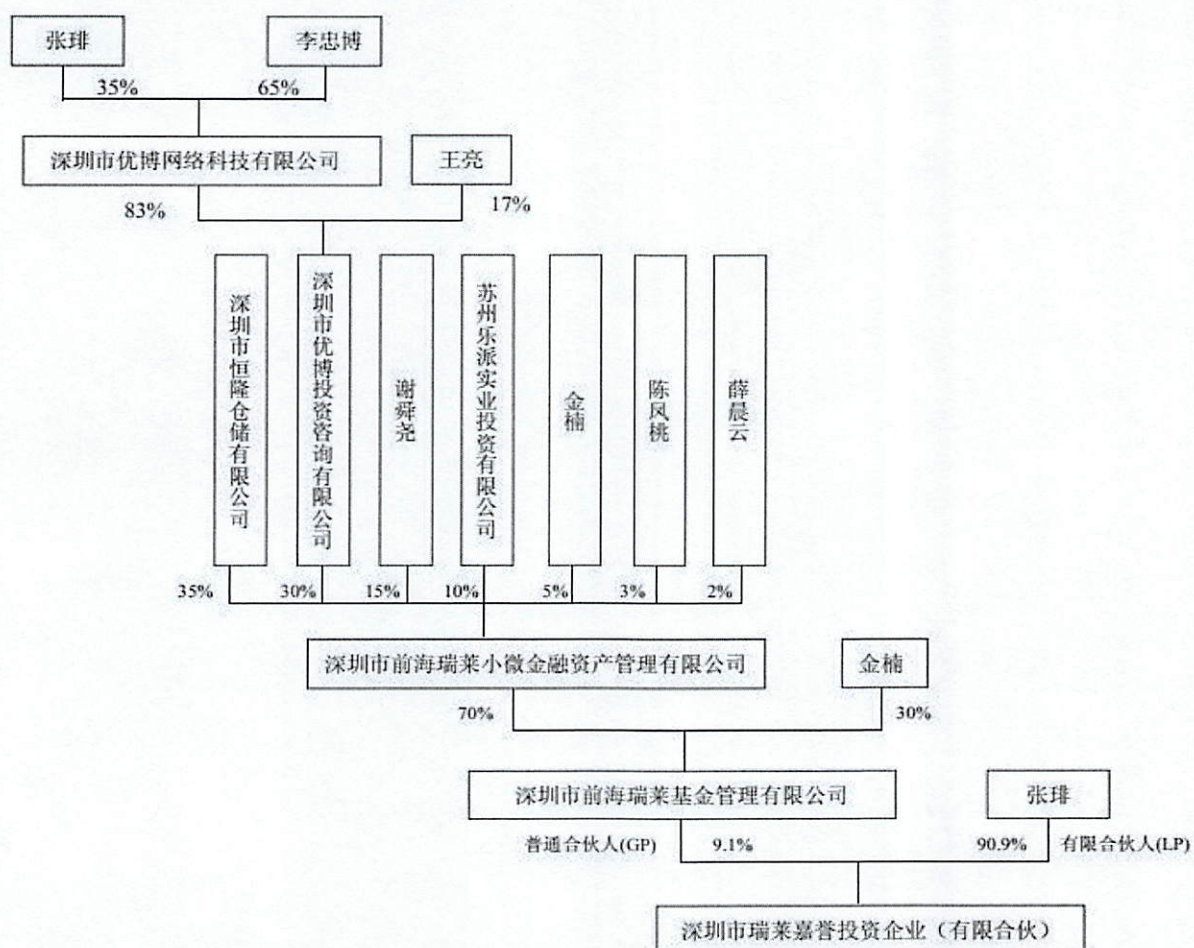 张琲
李忠博
35%
65%
深圳市优博网络科技有限公司
王亮
83%
17%
深圳市恒隆仓储有限公司
深圳市优博投资咨询有限公司
谢舜尧
苏州乐派实业投资有限公司
金楠
陈凤桃
薛晨云
35%
30%
15%
10%
5%
3%
2%
深圳市前海瑞莱小微金融资产管理有限公司
金楠
70%
30%
深圳市前海瑞莱基金管理有限公司
张琲
普通合伙人(GP)
9.1%
90.9%
有限合伙人(LP)
深圳市瑞莱嘉誉投资企业（有限合伙）